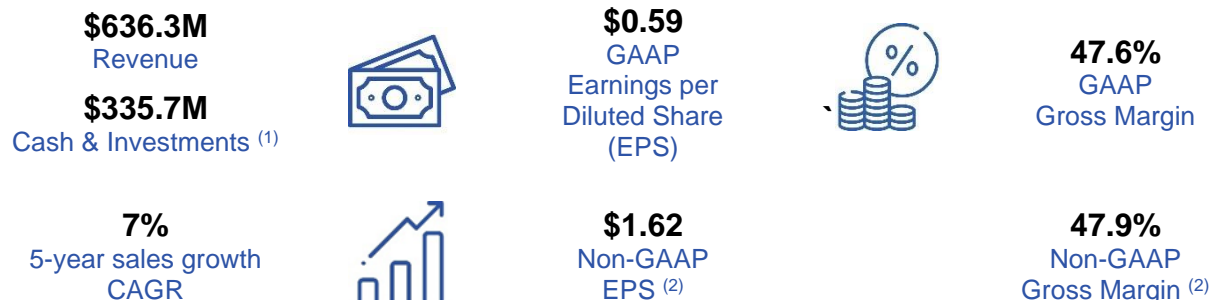 $636.3M
Revenue
$335.7M
Cash & Investments (1)
$0.59
GAAP
Earnings per
Diluted Share
(EPS)
%
`
47.6%
GAAP
Gross Margin
7%
5-year sales growth
CAGR
$1.62
Non-GAAP
EPS (2)
47.9%
Non-GAAP
Gross Margin (2)